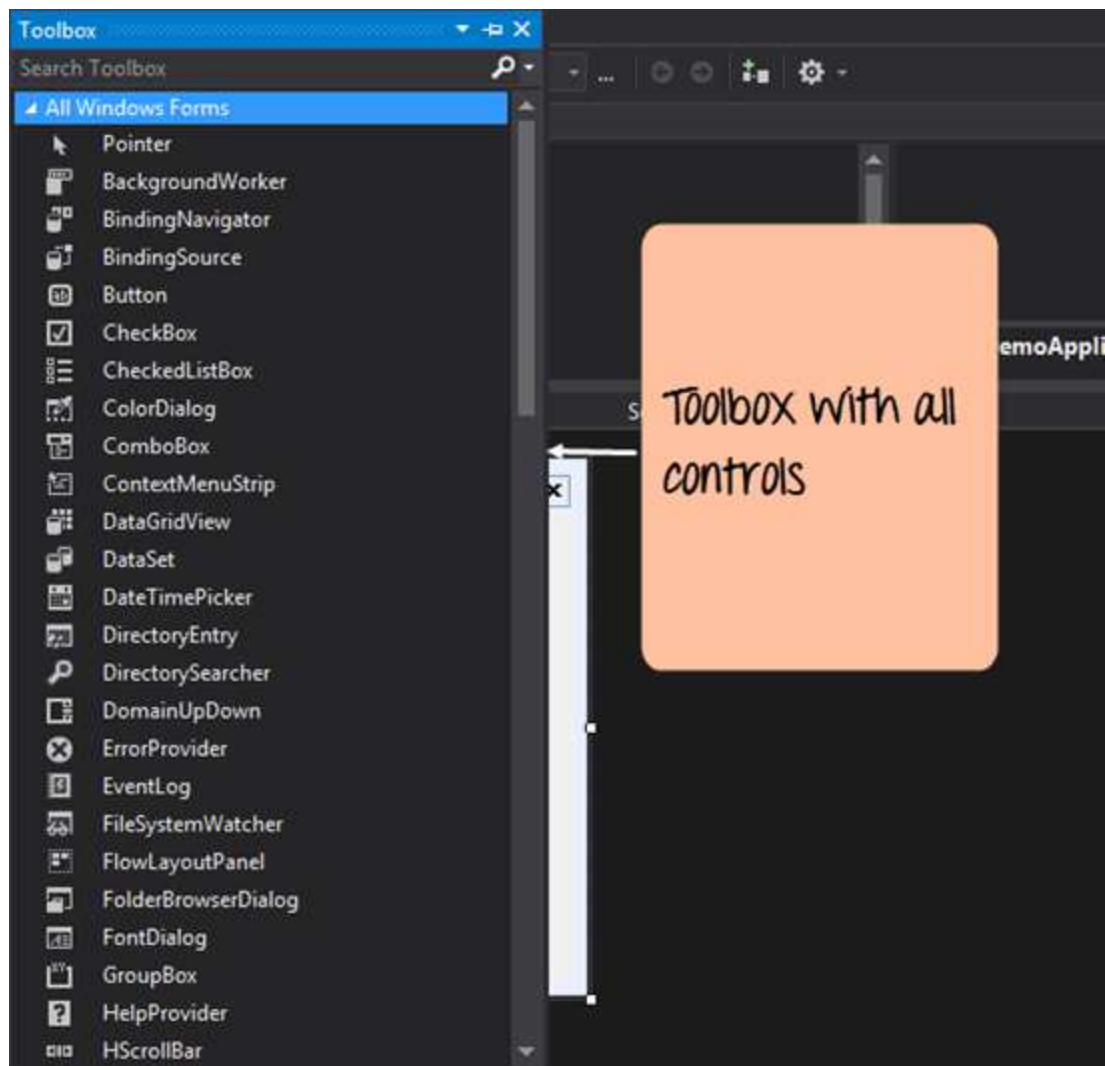 Toolbox
Search Toolbox
...
All Windows Forms
Pointer
BackgroundWorker
BindingNavigator
BindingSource
Button
CheckBox
CheckedListBox
ColorDialog
ComboBox
ContextMenuStrip
DataGridView
DataSet
DateTimePicker
DirectoryEntry
DirectorySearcher
DomainUpDown
ErrorProvider
EventLog
FileSystemWatcher
FlowLayoutPanel
FolderBrowserDialog
FontDialog
GroupBox
HelpProvider
HScrollBar
emoAppli
S
Toolbox with all
controls